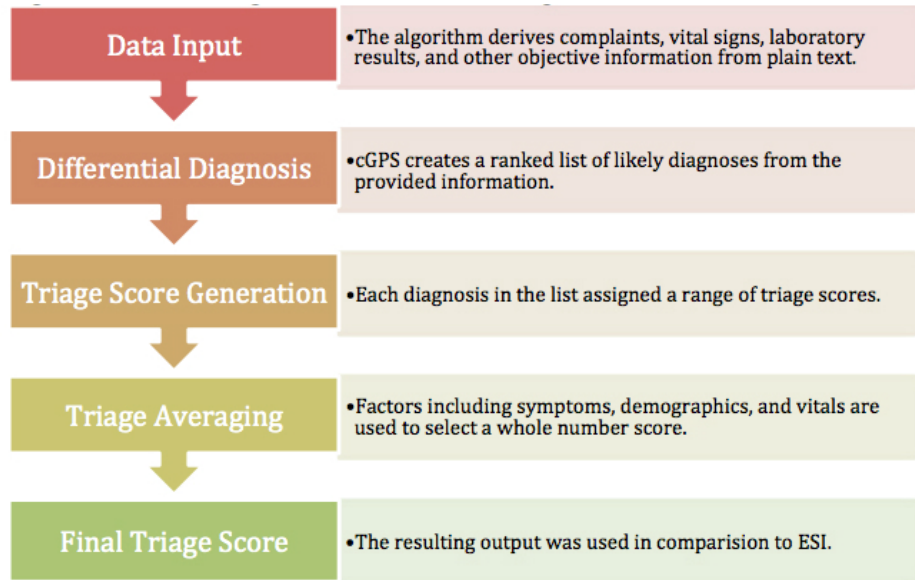 Data Input
•The algorithm derives complaints, vital signs, laboratory
results, and other objective information from plain text.
Differential Diagnosis
•cGPS creates a ranked list of likely diagnoses from the
provided information.
Triage Score Generation
•Each diagnosis in the list assigned a range of triage scores.
Triage Averaging
•Factors including symptoms, demographics, and vitals are
used to select a whole number score.
Final Triage Score
•The resulting output was used in comparision to ESI.